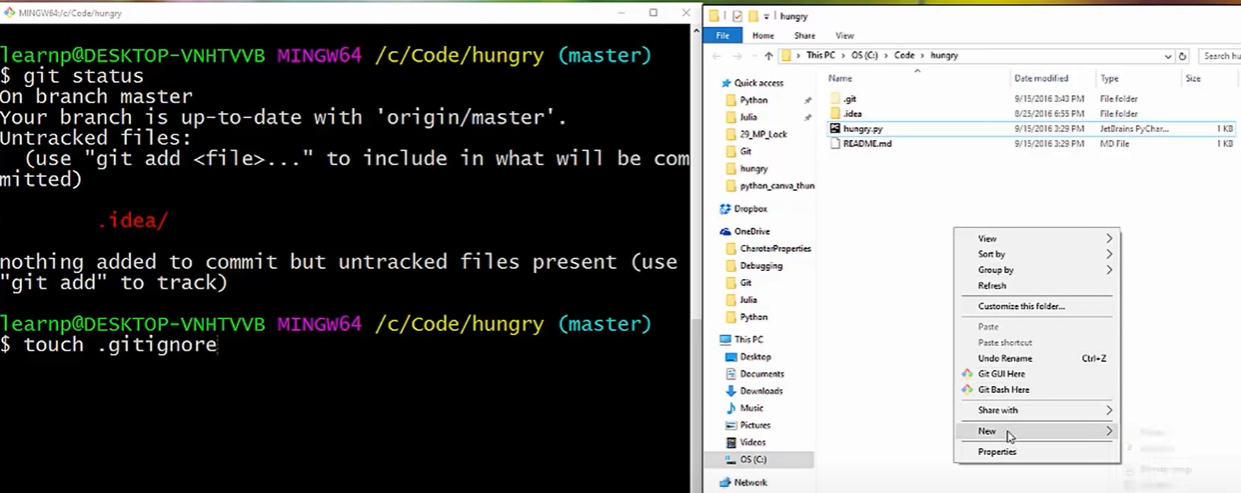 MINGW64:/c/Code/hungry
learnp@DESKTOP-VNHTVVB MINGW64 /c/Code/hungry (master)
$ git status
On branch master
Your branch is up-to-date with 'origin/master'.
Untracked files:
(use "git add <file>..." to include in what will be com
mitted)
.idea/
nothing added to commit but untracked files present (use
"git add" to track)
learnp@DESKTOP-VNHTVVB MINGW64 /c/Code/hungry (master)
$ touch .gitignore
hungry
File Home Share View
This PC > OS (C:) > Code > hungry
Search hu
Name Date modified Type Size
.git 9/15/2016 3:43 PM File folder
.idea 8/25/2016 6:55 PM File folder
hungry.py 9/15/2016 3:29 PM JetBrains PyChar... 1 KB
README.md 9/15/2016 3:29 PM MD File 1 KB
Quick access
Python
Julia
29_MP_Lock
Git
hungry
python_canva_thun
Dropbox
OneDrive
CharotarProperties
Debugging
Git
Julia
Python
This PC
Desktop
Documents
Downloads
Music
Pictures
Videos
OS (C:)
Network
View
Sort by
Group by
Refresh
Customize this folder...
Paste
Paste shortcut
Undo Rename Ctrl+Z
Git GUI Here
Git Bash Here
Share with
New
Properties